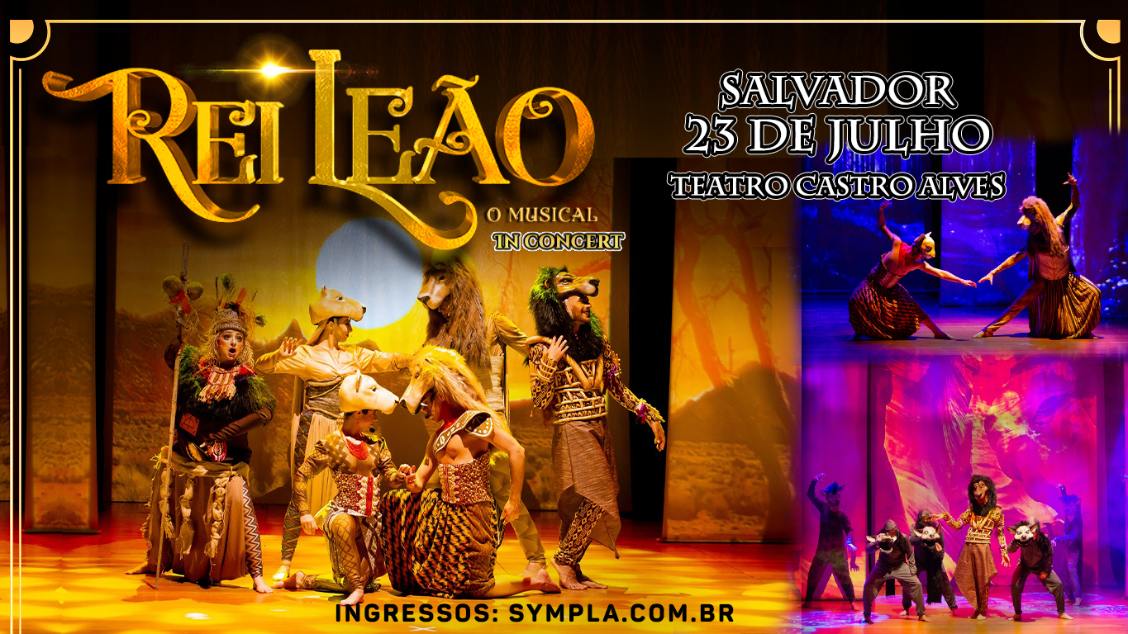 REI LEÃO
O MUSICAL
IN CONCERT
SALVADOR
23 DE JULHO
TEATRO CASTRO ALVES
INGRESSOS: SYMPLA.COM.BR